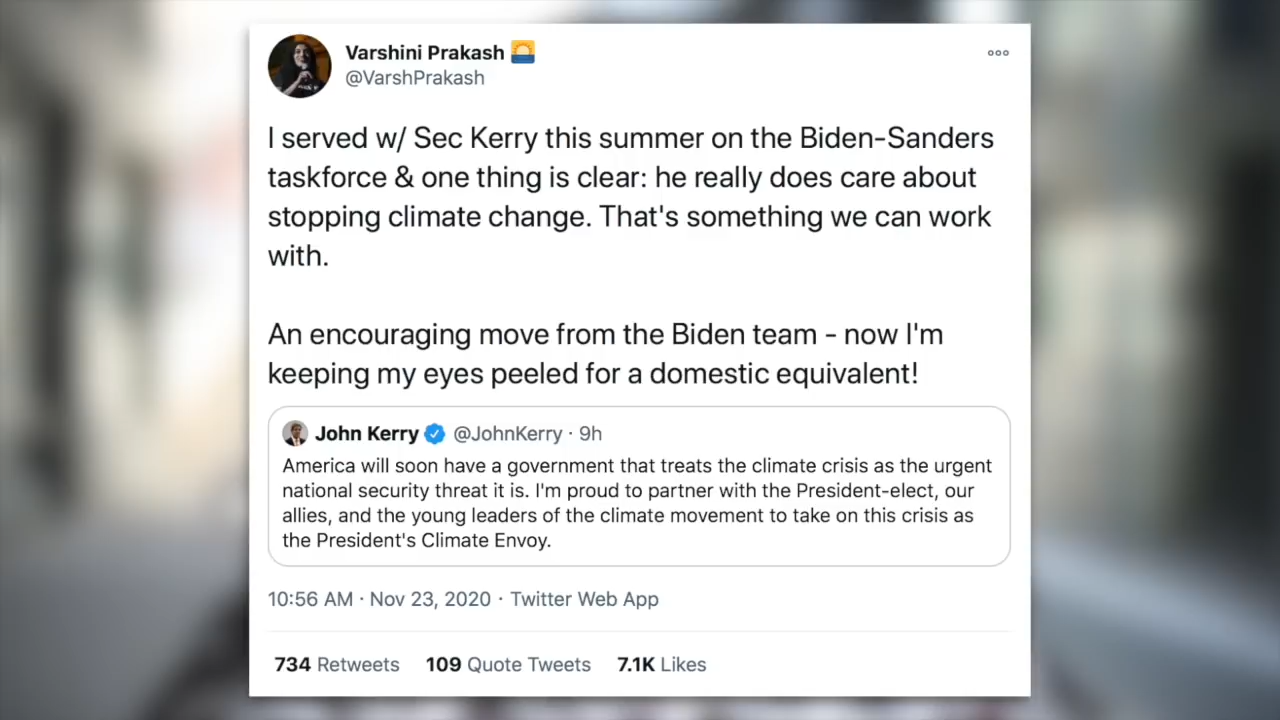 Varshini Prakash 🌅
@VarshPrakash
I served w/ Sec Kerry this summer on the Biden-Sanders
taskforce & one thing is clear: he really does care about
stopping climate change. That's something we can work
with.
An encouraging move from the Biden team - now I'm
keeping my eyes peeled for a domestic equivalent!
John Kerry @JohnKerry · 9h
America will soon have a government that treats the climate crisis as the urgent
national security threat it is. I'm proud to partner with the President-elect, our
allies, and the young leaders of the climate movement to take on this crisis as
the President's Climate Envoy.
10:56 AM · Nov 23, 2020 · Twitter Web App
734 Retweets 109 Quote Tweets 7.1K Likes